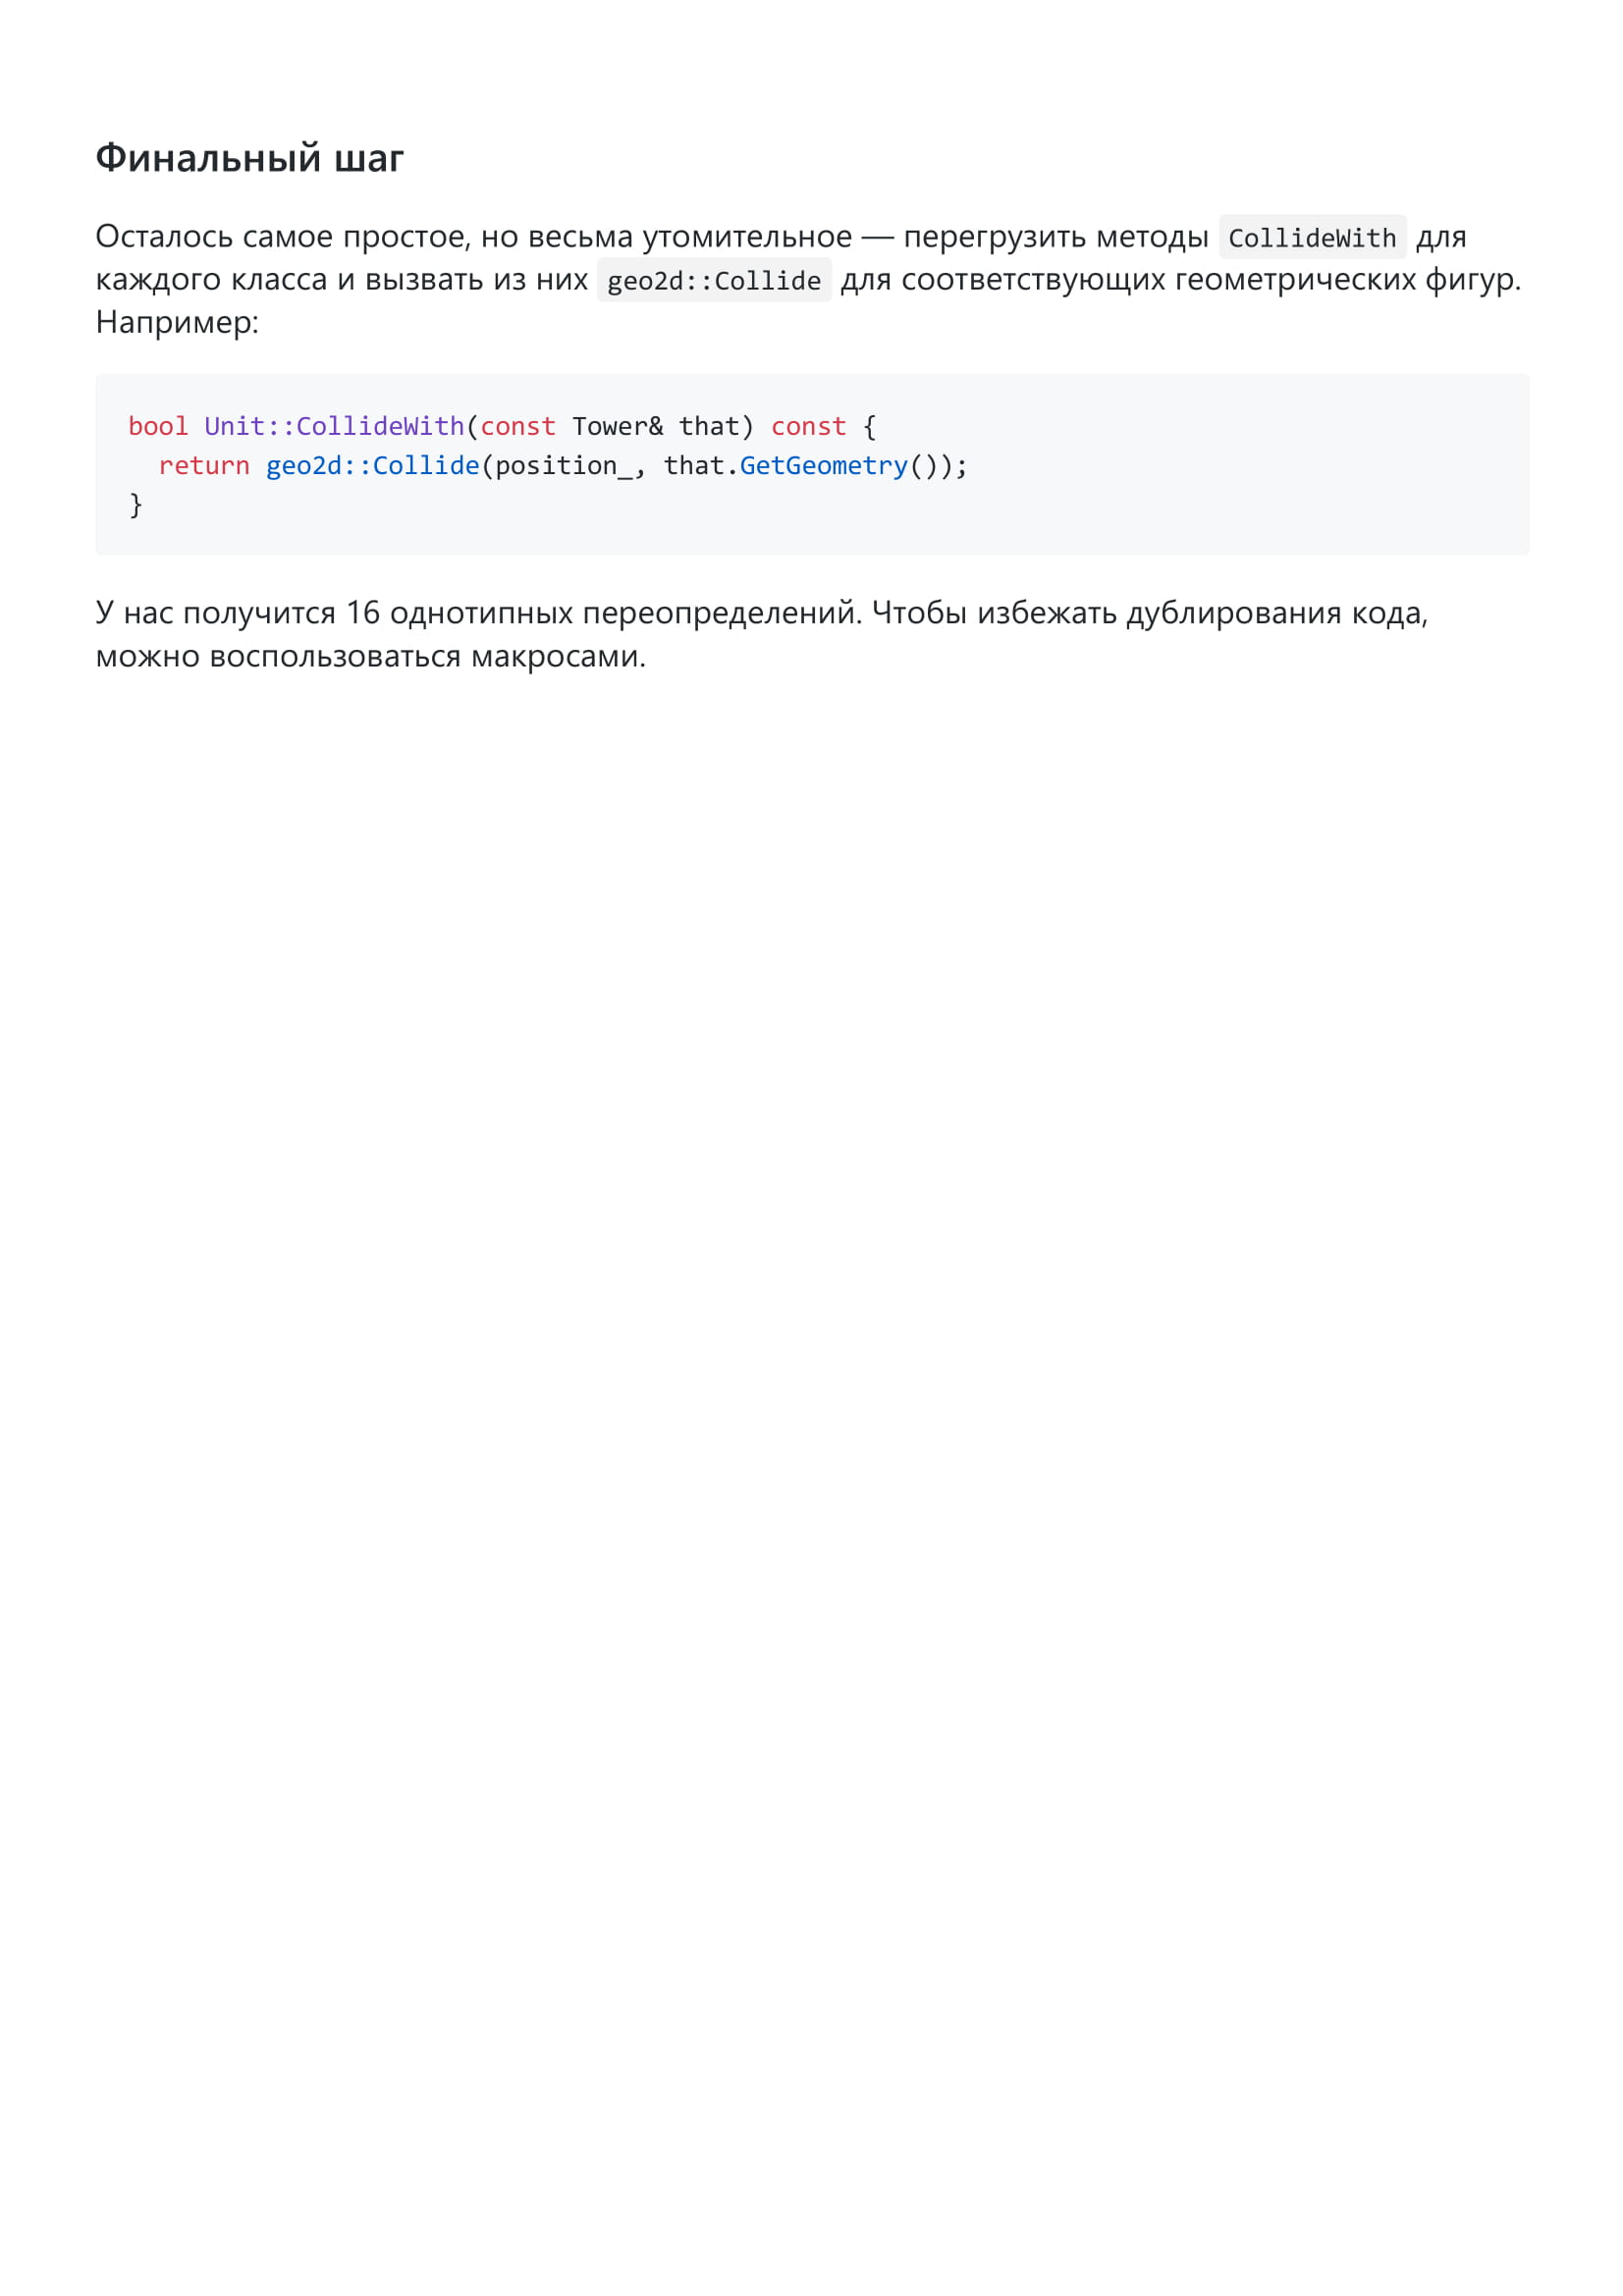 Финальный шаг
Осталось самое простое, но весьма утомительное — перегрузить методы CollideWith для
каждого класса и вызвать из них geo2d::Collide для соответствующих геометрических фигур.
Например:
bool Unit::CollideWith(const Tower& that) const {
  return geo2d::Collide(position_, that.GetGeometry());
}
У нас получится 16 однотипных переопределений. Чтобы избежать дублирования кода,
можно воспользоваться макросами.